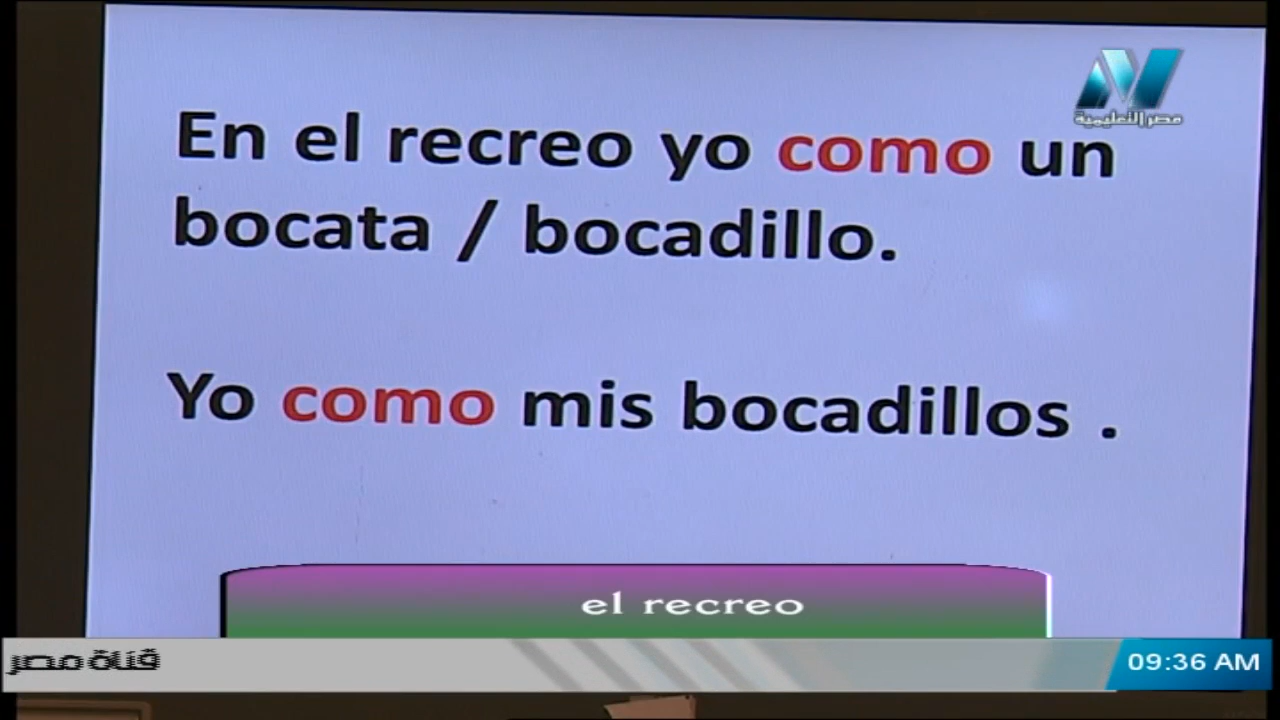 مصر التعليمية
En el recreo yo como un
bocata / bocadillo.
Yo como mis bocadillos .
el recreo
قناة مصر
09:36 AM